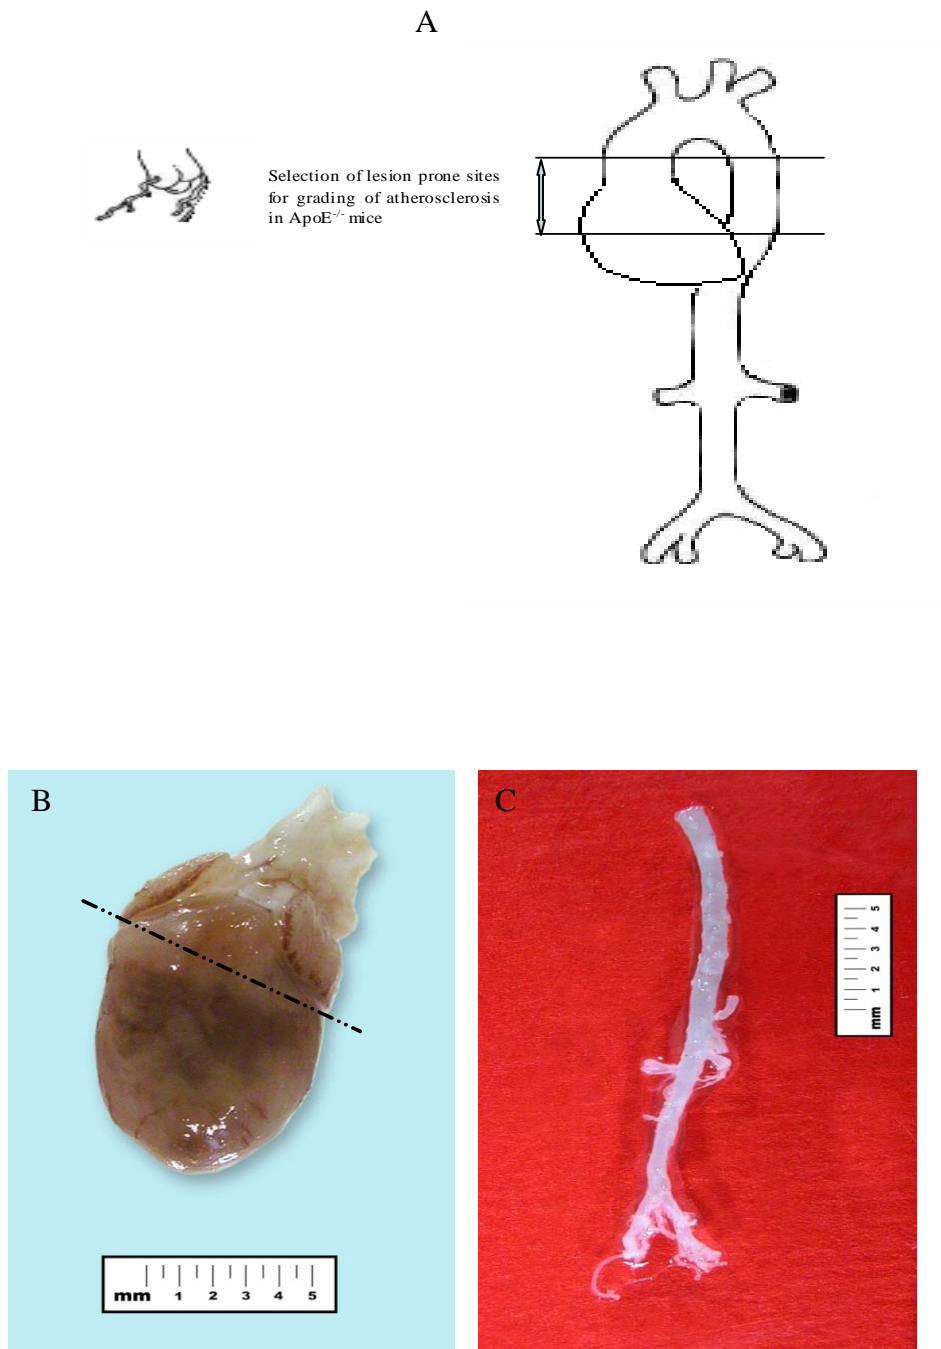 A
Selection of lesion prone sites
for grading of atherosclerosis
in ApoE-/- mice
B
C
mm 1 2 3 4 5
mm 1 2 3 4 5